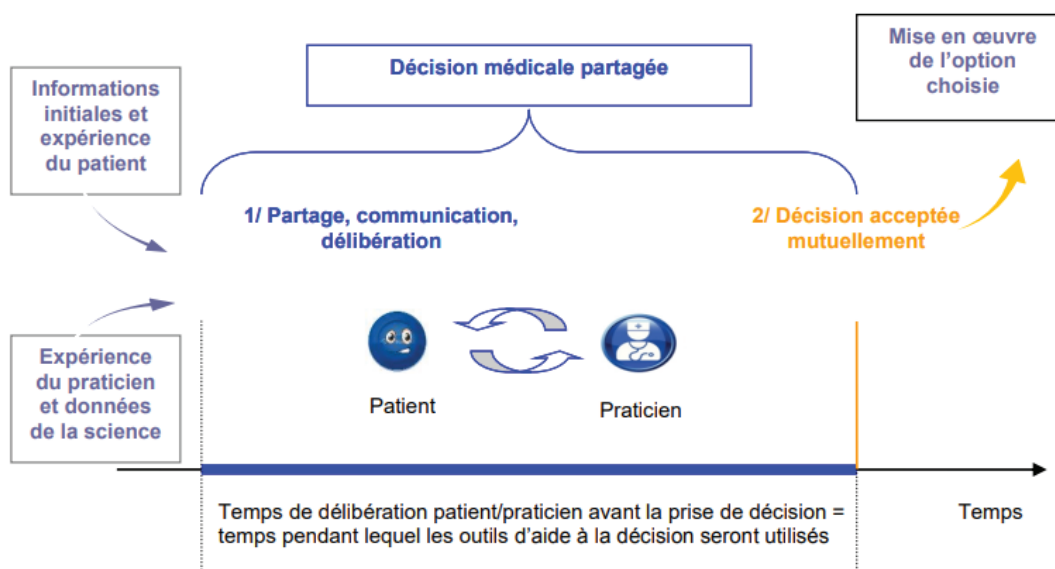 Informations
initiales et
expérience
du patient
Expérience
du praticien
et données
de la science
Décision médicale partagée
1/ Partage, communication,
délibération
Patient
Praticien
2/ Décision acceptée
mutuellement
Mise en œuvre
de l’option
choisie
Temps de délibération patient/praticien avant la prise de décision =
temps pendant lequel les outils d’aide à la décision seront utilisés
Temps